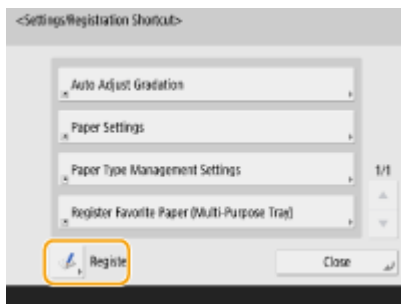 <Settings/Registration Shortcut>
Auto Adjust Gradation
Paper Settings
Paper Type Management Settings
1/1
Register Favorite Paper (Multi-Purpose Tray)
Registe
Close